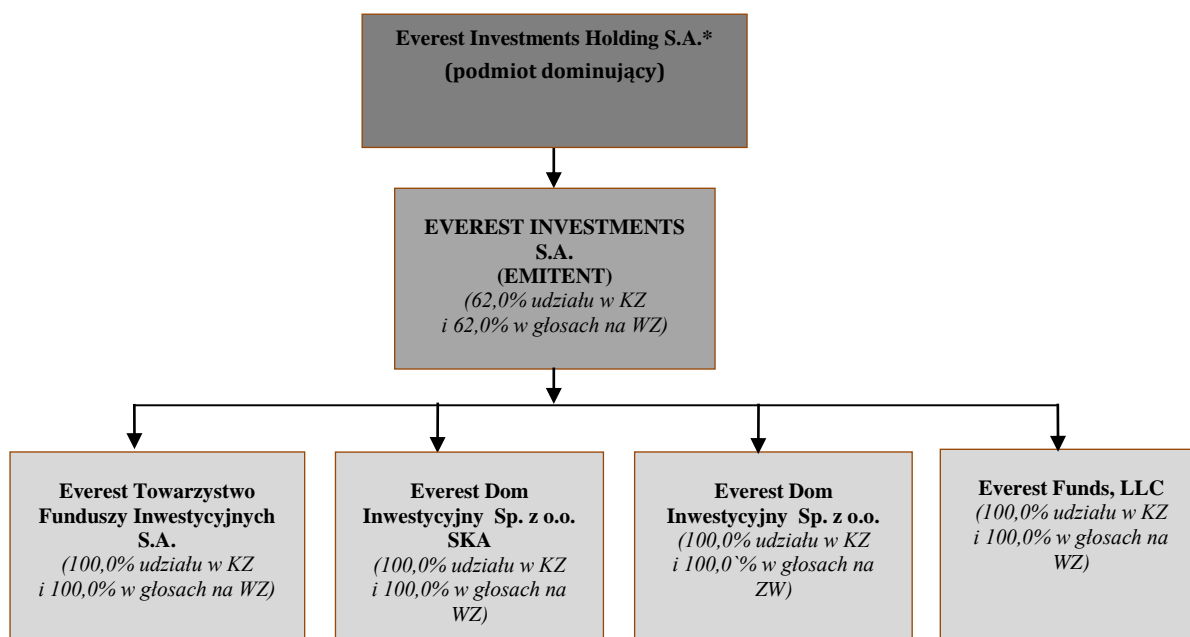 Everest Investments Holding S.A.*
(podmiot dominujący)
EVEREST INVESTMENTS
S.A.
(EMITENT)
(62,0% udziału w KZ
i 62,0% w głosach na WZ)
Everest Towarzystwo
Funduszy Inwestycyjnych
S.A.
(100,0% udziału w KZ
i 100,0% w głosach na WZ)
Everest Dom
Inwestycyjny Sp. z o.o.
SKA
(100,0% udziału w KZ
i 100,0% w głosach na
WZ)
Everest Dom
Inwestycyjny Sp. z o.o.
(100,0% udziału w KZ
i 100,0`% w głosach na
ZW)
Everest Funds, LLC
(100,0% udziału w KZ
i 100,0% w głosach na
WZ)